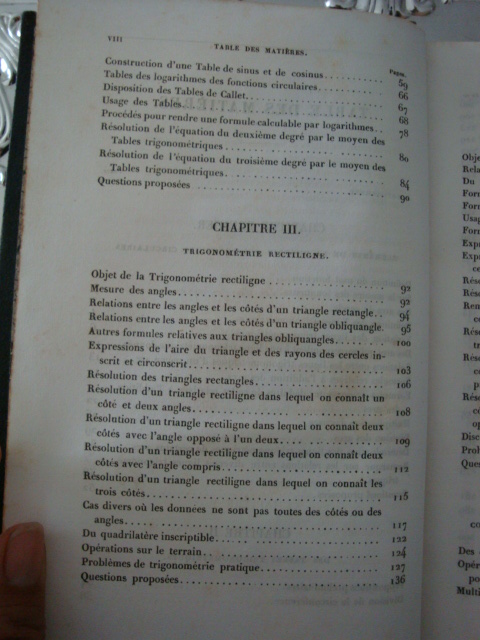 VIII
TABLE DES MATIÈRES.
Pages.
Construction d'une Table de sinus et de cosinus.......... 59
Tables des logarithmes des fonctions circulaires......... 66
Disposition des Tables de Callet....................... 67
Usage des Tables................................. 68
Procédés pour rendre une formule calculable par logarithmes.. 78
Résolution de l'équation du deuxième degré par le moyen des
Tables trigonométriques............................ 80
Résolution de l'équation du troisième degré par le moyen des
Tables trigonométriques............................ 84
Questions proposées............................... 90
CHAPITRE III.
TRIGONOMÉTRIE RECTILIGNE.
Objet de la Trigonométrie rectiligne.................... 92
Mesure des angles................................. 92
Relations entre les angles et les côtés d'un triangle rectangle.. 94
Relations entre les angles et les côtés d'un triangle obliquangle. 95
Autres formules relatives aux triangles obliquangles........ 100
Expressions de l'aire du triangle et des rayons des cercles in-
scrit et circonscrit............................... 103
Résolution des triangles rectangles.................... 106
Résolution d'un triangle rectiligne dans lequel on connaît un
côté et deux angles............................... 108
Résolution d'un triangle rectiligne dans lequel on connaît deux
côtés avec l'angle opposé à l'un deux.................. 109
Résolution d'un triangle rectiligne dans lequel on connaît deux
côtés avec l'angle compris.......................... 112
Résolution d'un triangle rectiligne dans lequel on connaît les
trois côtés...................................... 115
Cas divers où les données ne sont pas toutes des côtés ou des
angles......................................... 117
Du quadrilatère inscriptible.......................... 122
Opérations sur le terrain............................ 124
Problèmes de trigonométrie pratique................... 127
Questions proposées............................... 136